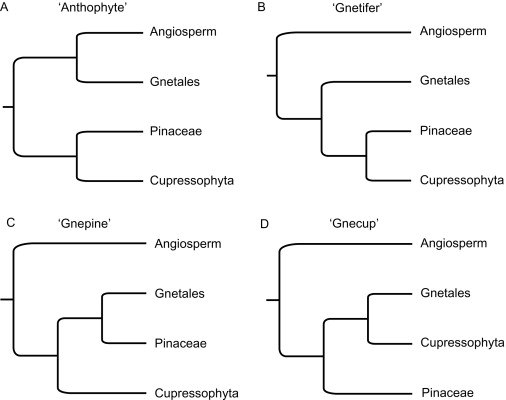 A 'Anthophyte'
Angiosperm
Gnetales
Pinaceae
Cupressophyta
B 'Gnetifer'
Angiosperm
Gnetales
Pinaceae
Cupressophyta
C 'Gnepine'
Angiosperm
Gnetales
Pinaceae
Cupressophyta
D 'Gnecup'
Angiosperm
Gnetales
Cupressophyta
Pinaceae